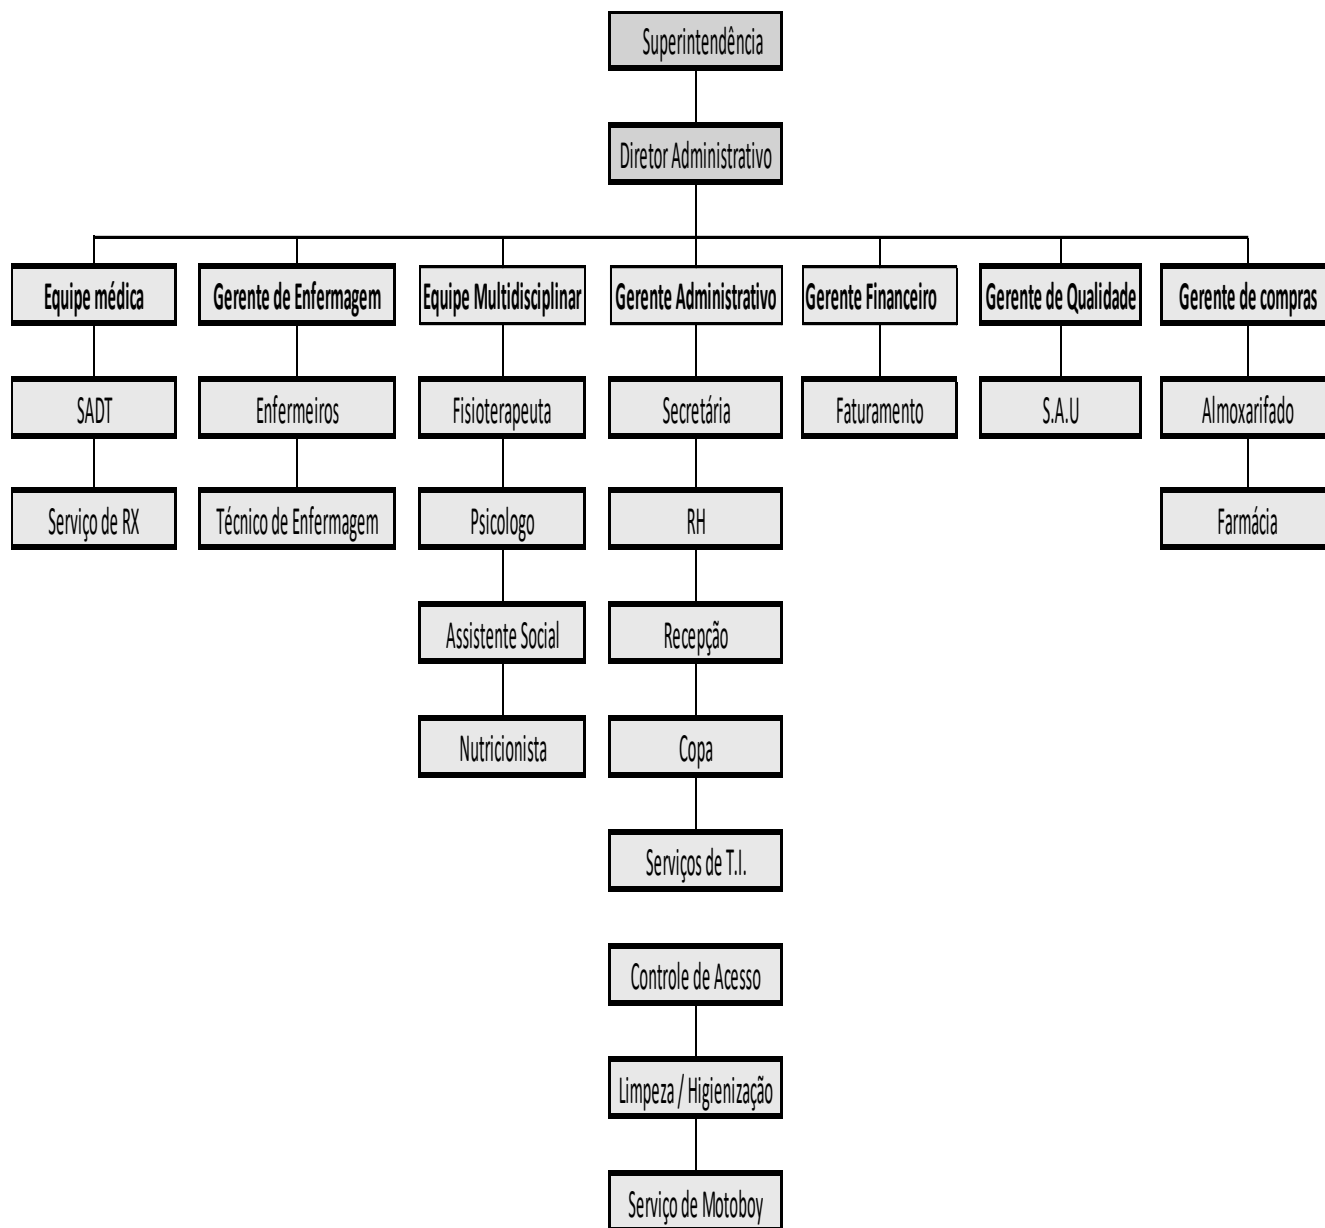 Superintendência
Diretor Administrativo
Equipe médica
Gerente de Enfermagem
Equipe Multidisciplinar
Gerente Administrativo
Gerente Financeiro
Gerente de Qualidade
Gerente de compras
SADT
Enfermeiros
Fisioterapeuta
Secretária
Faturamento
S.A.U
Almoxarifado
Serviço de RX
Técnico de Enfermagem
Psicologo
RH
Farmácia
Assistente Social
Recepção
Nutricionista
Copa
Serviços de T.I.
Controle de Acesso
Limpeza / Higienização
Serviço de Motoboy